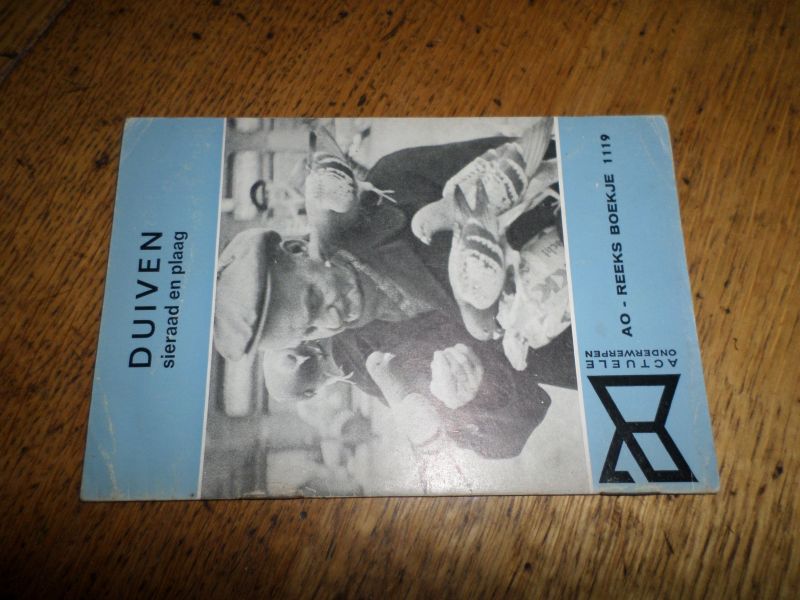 DUIVEN
sieraad en plaag
ACTUELE
ONDERWERPEN
AO - REEKS BOEKJE 1119